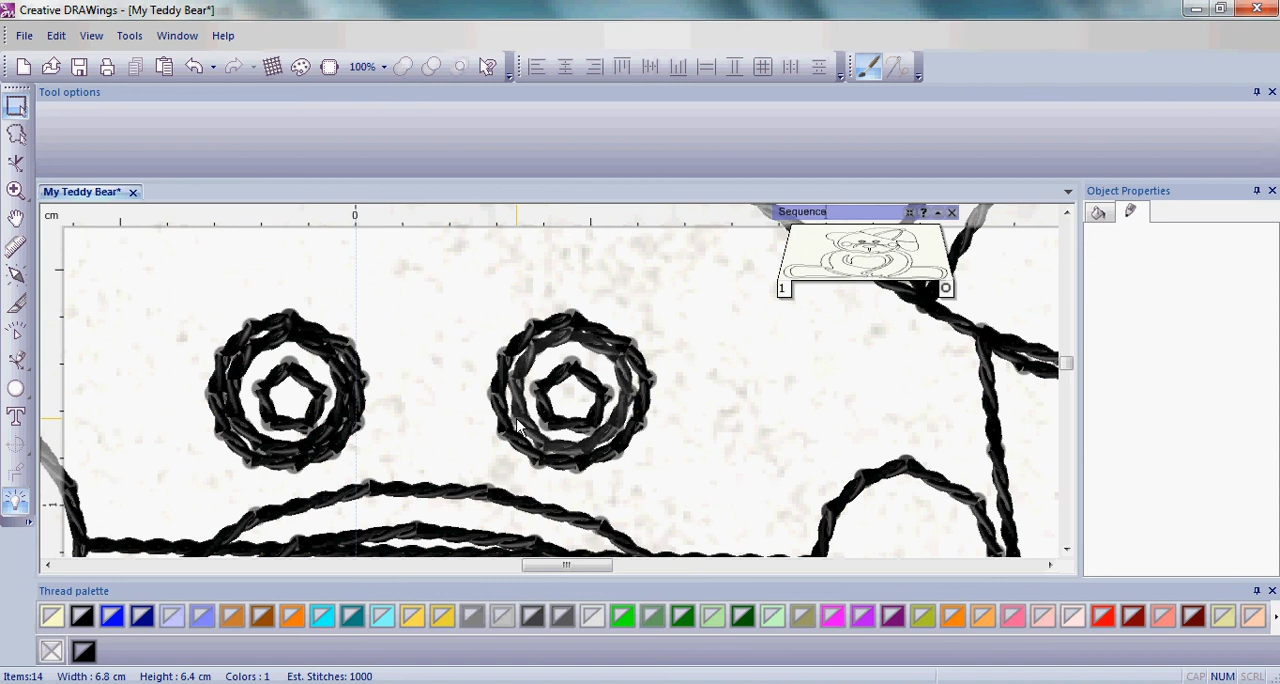 Creative DRAWings - [My Teddy Bear*]
File Edit View Tools Window Help
100%
Tool options
My Teddy Bear*
Object Properties
cm
0
Sequence
1
1
Thread palette
Items:14 Width : 6.8 cm Height : 6.4 cm Colors : 1 Est. Stitches: 1000 CAP NUM SCRL